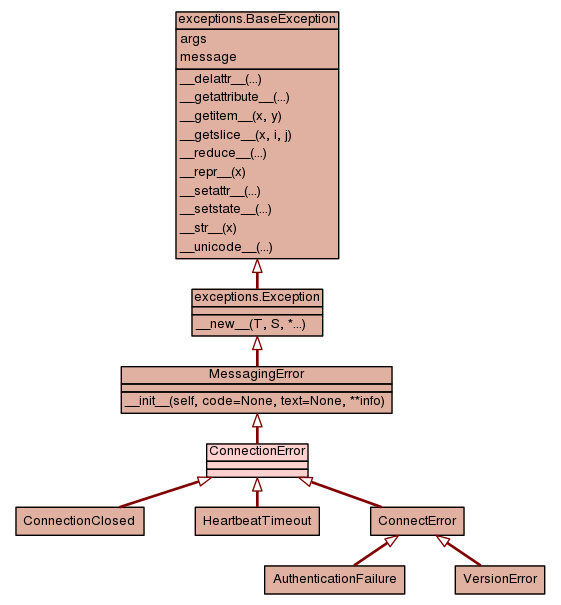 exceptions.BaseException
args
message
__delattr__(...)
__getattribute__(...)
__getitem__(x, y)
__getslice__(x, i, j)
__reduce__(...)
__repr__(x)
__setattr__(...)
__setstate__(...)
__str__(x)
__unicode__(...)
exceptions.Exception
__new__(T, S, *...)
MessagingError
__init__(self, code=None, text=None, **info)
ConnectionError
ConnectionClosed
HeartbeatTimeout
ConnectError
AuthenticationFailure
VersionError